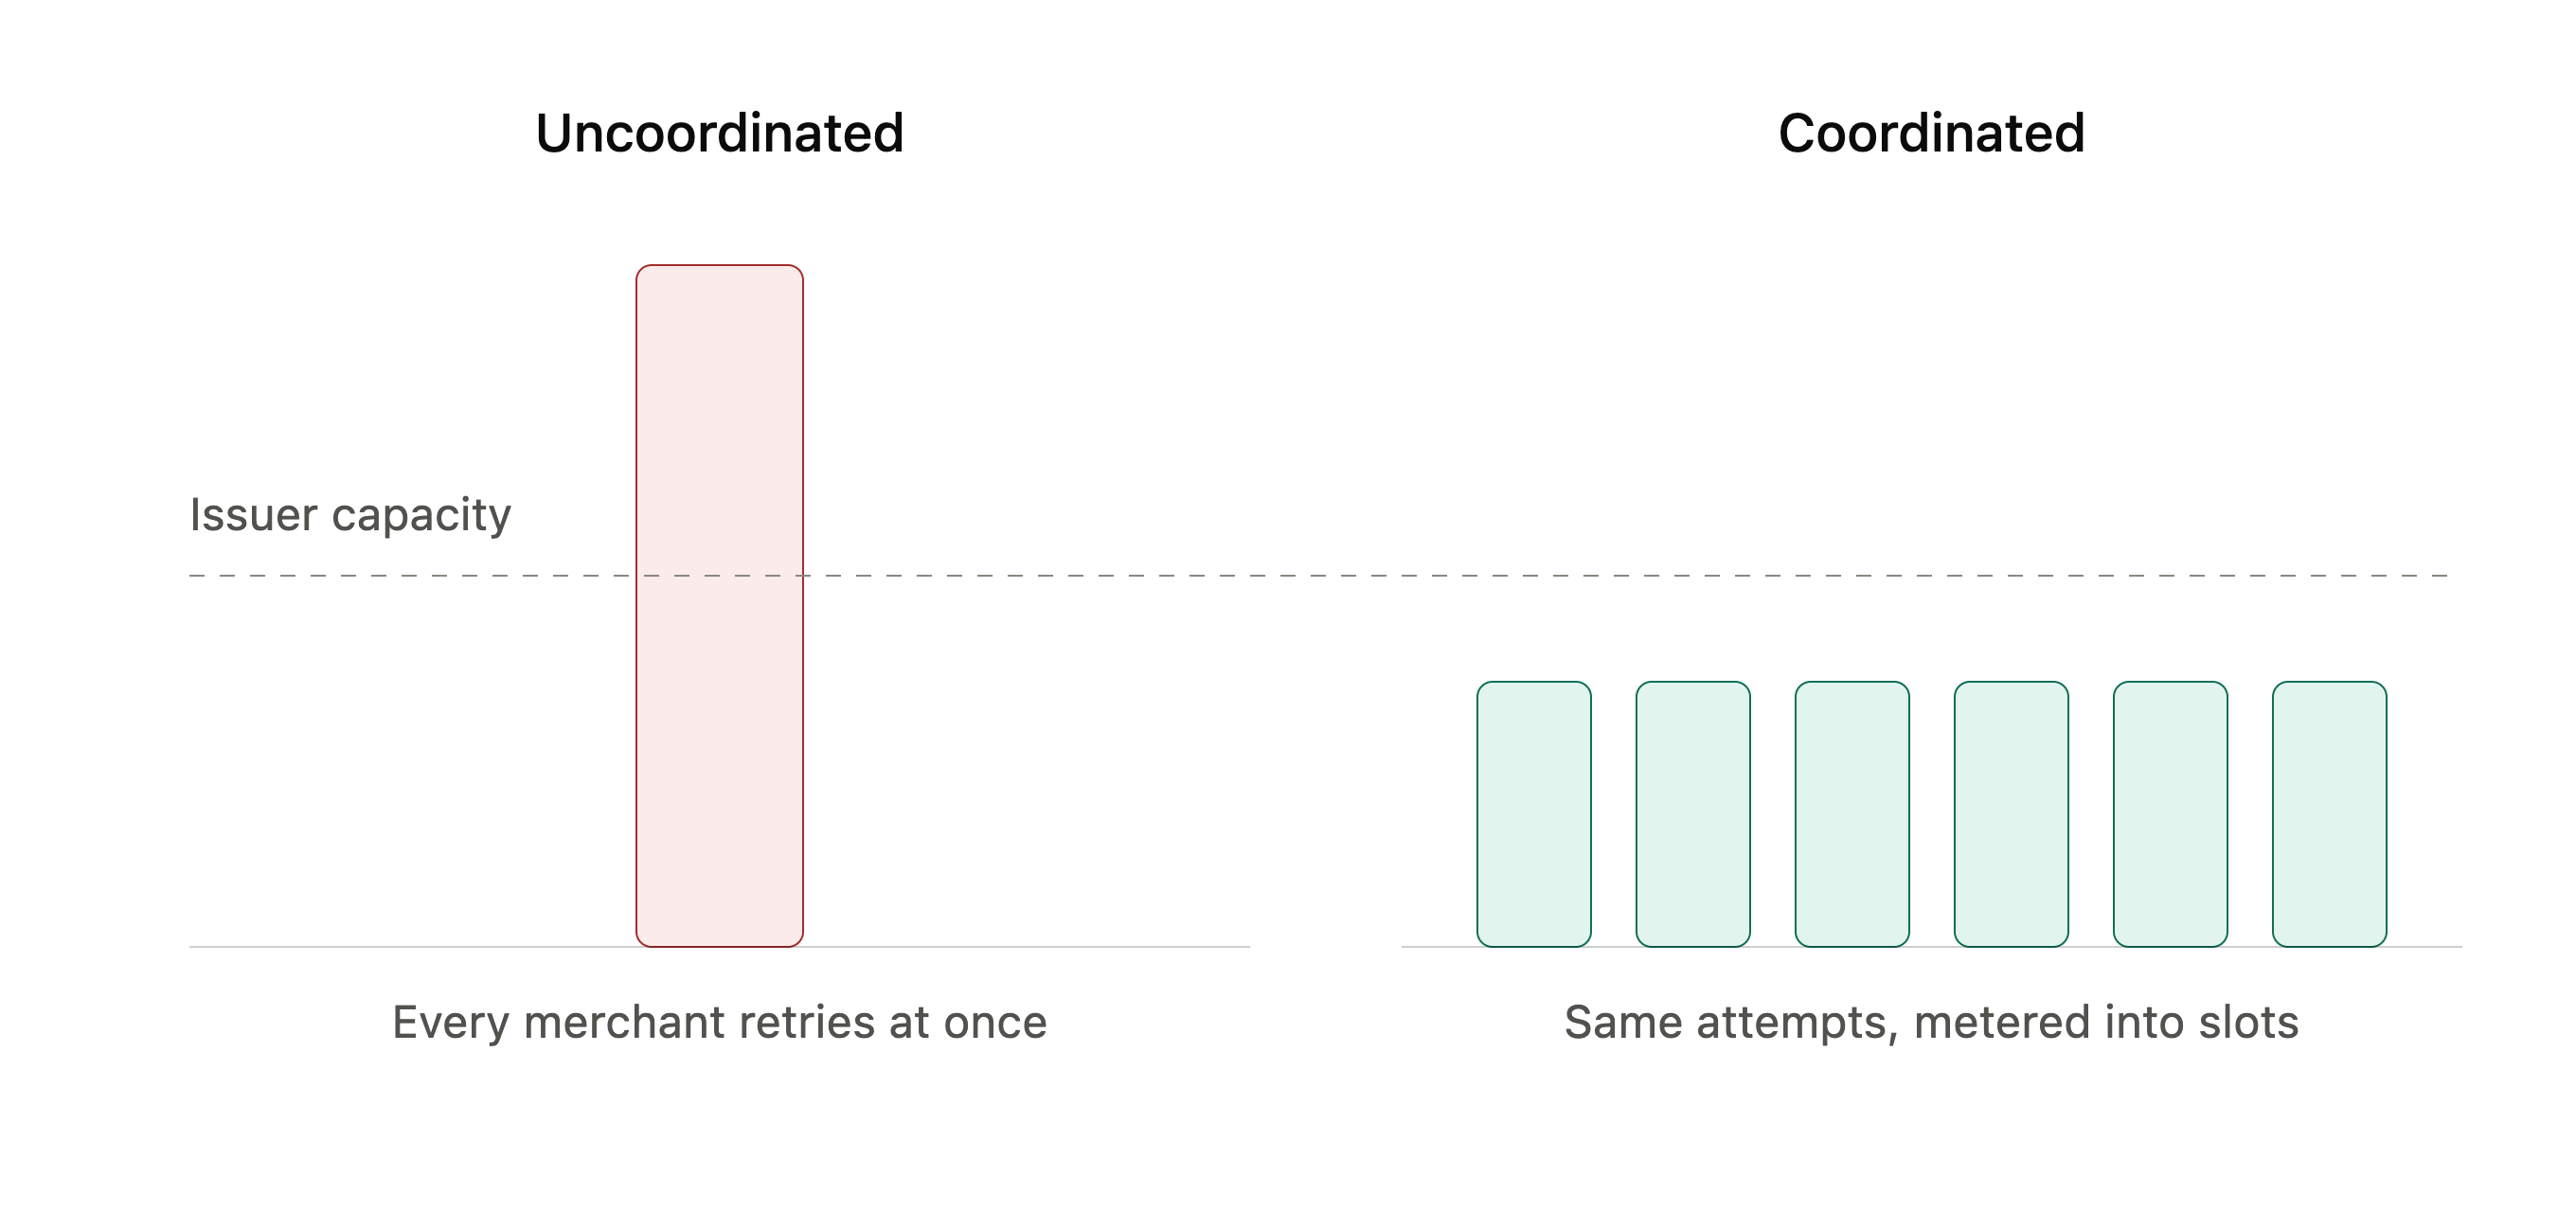 Uncoordinated
Coordinated
Issuer capacity
Every merchant retries at once
Same attempts, metered into slots